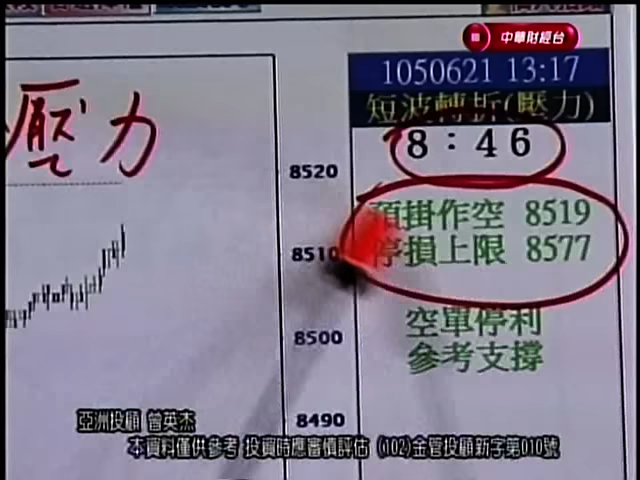 中華財經台
1050621 13:17
短波轉折(壓力)
壓力
8:46
8520
預掛作空 8519
停損上限 8577
8510
空單停利
8500
參考支撐
8490
亞洲投顧 曾英杰
本資料僅供參考 投資時應審慎評估 (102)金管投顧新字第010號